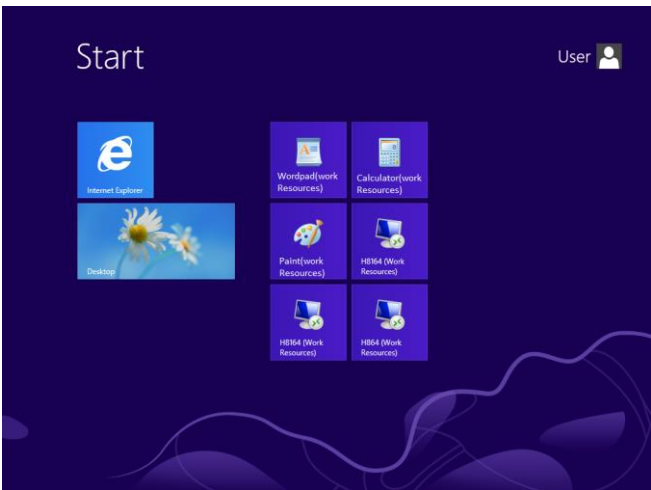 Start
User
Internet Explorer
Desktop
Wordpad(work
Resources)
Calculator(work
Resources)
Paint(work
Resources)
H8164 (Work
Resources)
H8164 (Work
Resources)
H864 (Work
Resources)